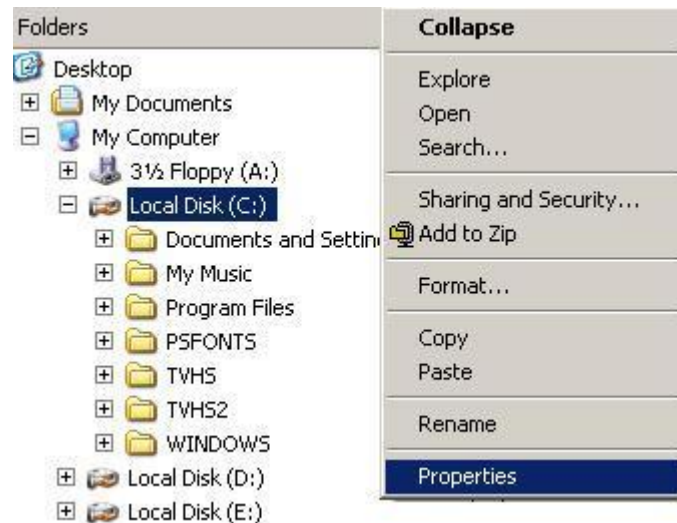 Folders
Desktop
My Documents
My Computer
3½ Floppy (A:)
Local Disk (C:)
Documents and Settin
My Music
Program Files
PSFONTS
TVHS
TVHS2
WINDOWS
Local Disk (D:)
Local Disk (E:)
Collapse
Explore
Open
Search...
Sharing and Security...
Add to Zip
Format...
Copy
Paste
Rename
Properties